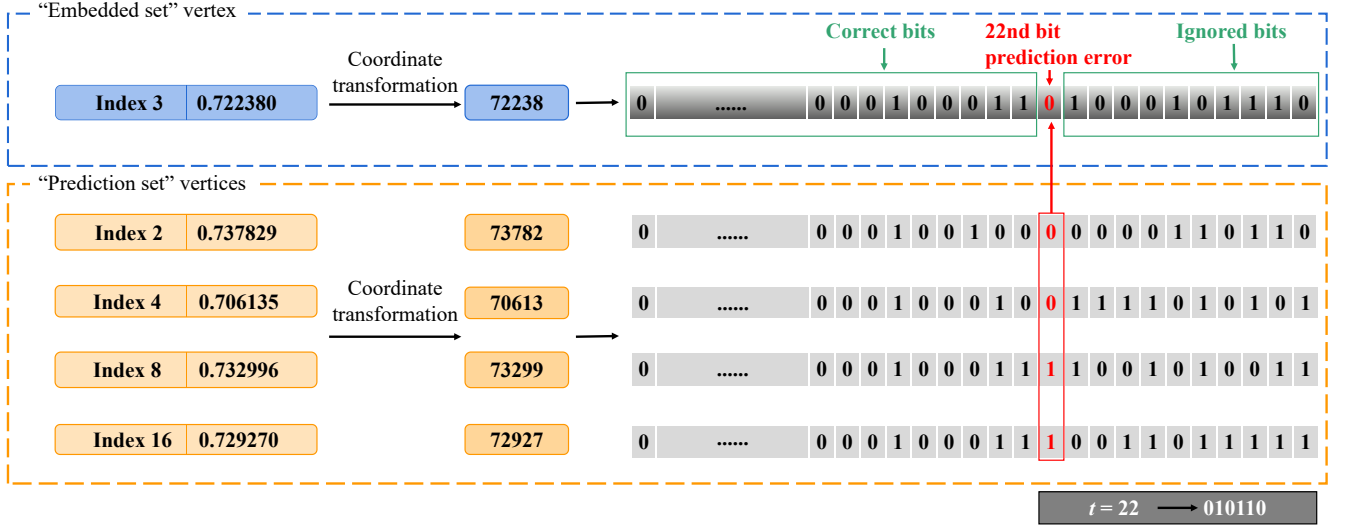 “Embedded set” vertex
Correct bits
22nd bit
prediction error
Ignored bits
Index 3 0.722380
Coordinate
transformation
72238
0 ...... 0 0 0 1 0 0 0 1 1 0 1 0 0 0 1 0 1 1 1 0
“Prediction set” vertices
Index 2 0.737829
73782
0 ...... 0 0 0 1 0 0 1 0 0 0 0 0 0 0 1 1 0 1 1 0
Index 4 0.706135
Coordinate
transformation
70613
0 ...... 0 0 0 1 0 0 0 1 0 0 1 1 1 1 0 1 0 1 0 1
Index 8 0.732996
73299
0 ...... 0 0 0 1 0 0 0 1 1 1 1 0 0 1 0 1 0 0 1 1
Index 16 0.729270
72927
0 ...... 0 0 0 1 0 0 0 1 1 1 0 0 1 1 0 1 1 1 1 1
t = 22 → 010110